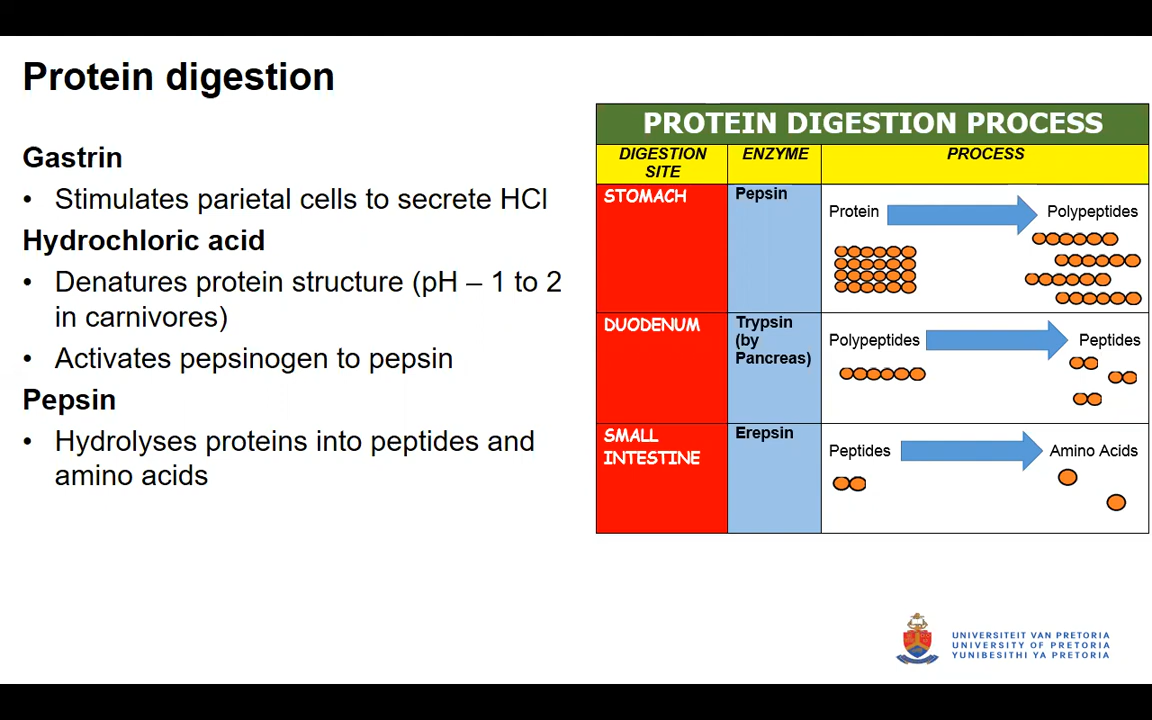 Protein digestion
Gastrin
• Stimulates parietal cells to secrete HCl
Hydrochloric acid
• Denatures protein structure (pH – 1 to 2
in carnivores)
• Activates pepsinogen to pepsin
Pepsin
• Hydrolyses proteins into peptides and
amino acids
PROTEIN DIGESTION PROCESS
DIGESTION
SITE
ENZYME
PROCESS
STOMACH
Pepsin
Protein
Polypeptides
DUODENUM
Trypsin
(by
Pancreas)
Polypeptides
Peptides
SMALL
INTESTINE
Erepsin
Peptides
Amino Acids
UNIVERSITEIT VAN PRETORIA
UNIVERSITY OF PRETORIA
YUNIBESITHI YA PRETORIA